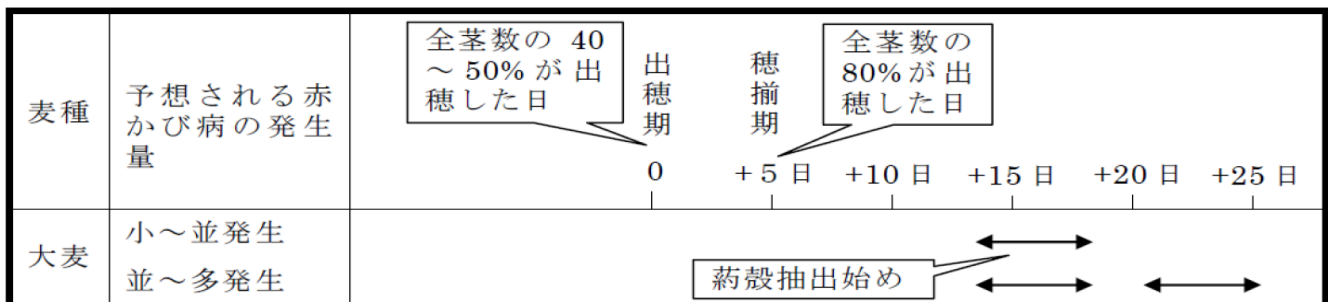 麦種
予想される赤
かび病の発生
量
全茎数の 40
～ 50%が出
穂した日
出穂期
穂揃期
全茎数の
80%が出
穂した日
0
+5 日
+10 日
+15 日
+20 日
+25 日
大麦
小～並発生
並～多発生
葯殻抽出始め